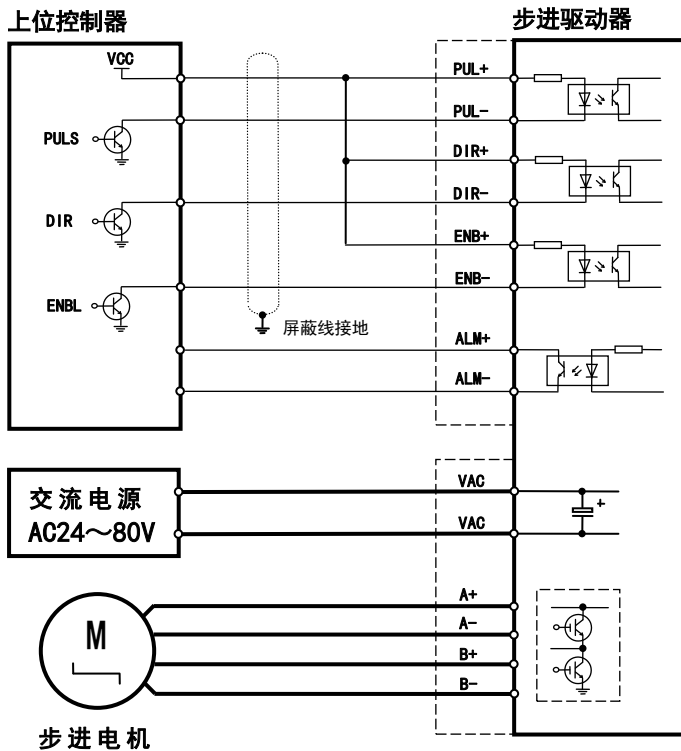 上位控制器
步进驱动器
VCC
PUL+
PULS
PUL-
DIR+
DIR
DIR-
ENB+
ENBL
ENB-
屏蔽线接地
ALM+
ALM-
交流电源
AC24～80V
VAC
+
VAC
A+
A-
M
B+
B-
步进电机